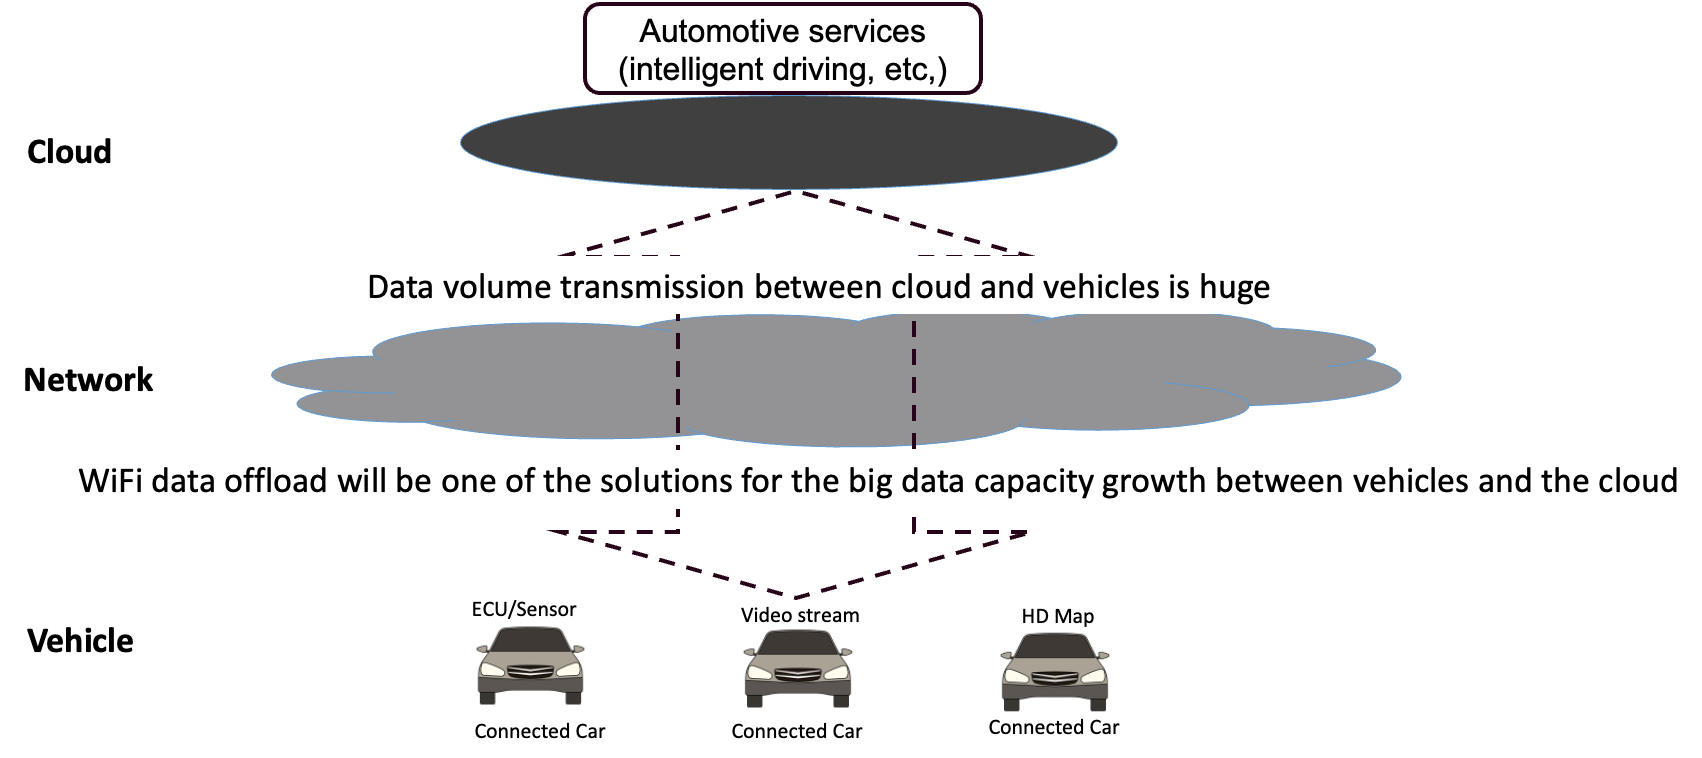 Automotive services
(intelligent driving, etc,)
Cloud
Data volume transmission between cloud and vehicles is huge
Network
WiFi data offload will be one of the solutions for the big data capacity growth between vehicles and the cloud
ECU/Sensor
Video stream
HD Map
Vehicle
Connected Car
Connected Car
Connected Car